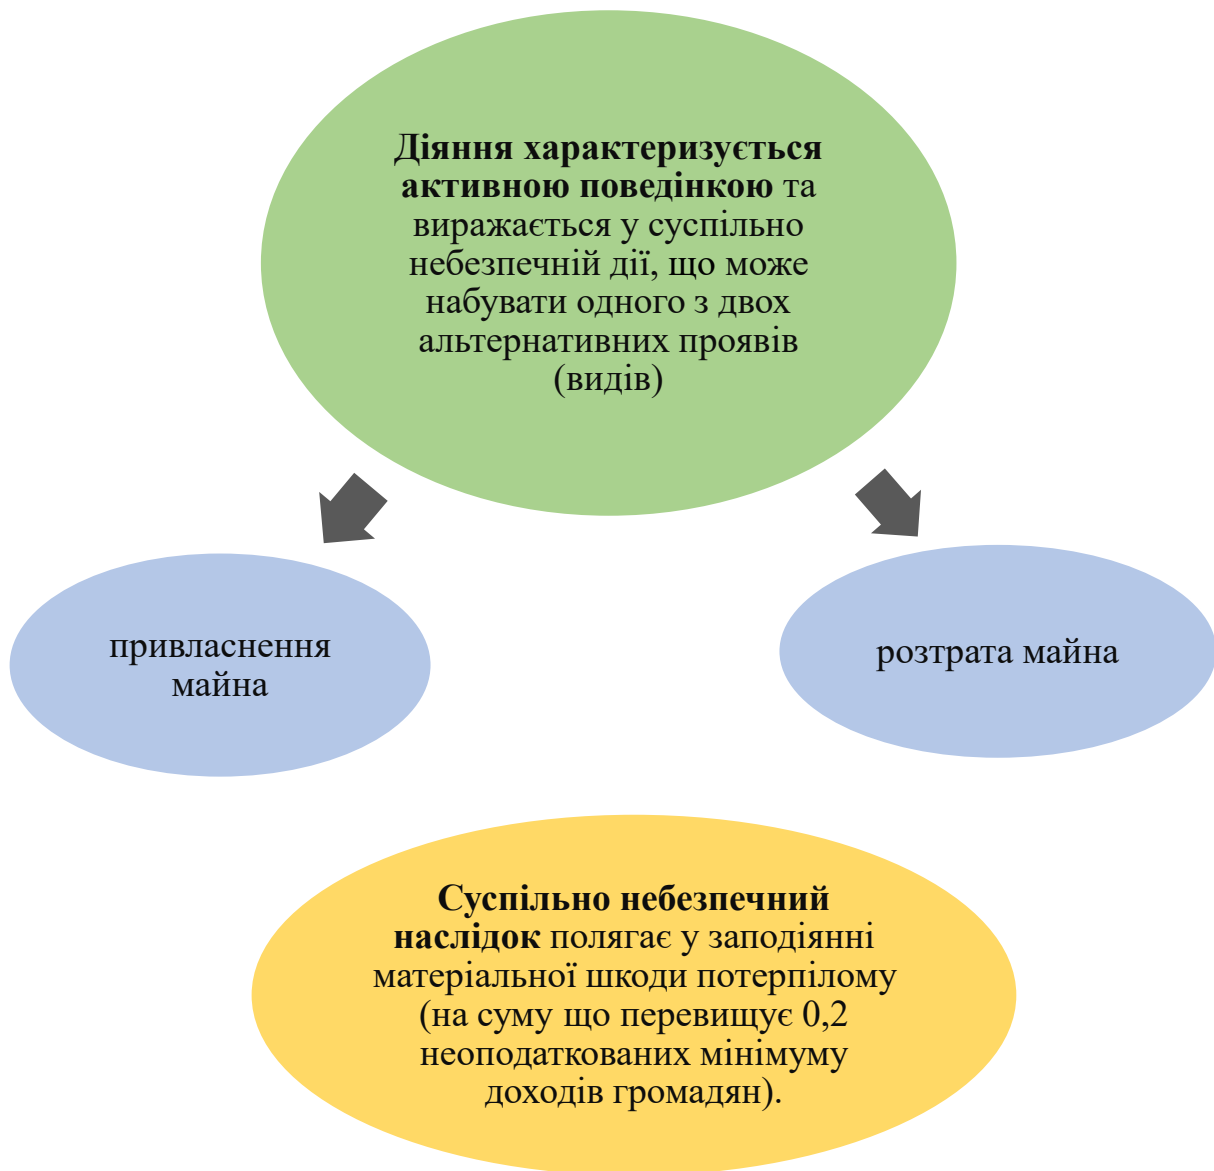 Діяння характеризується
активною поведінкою та
виражається у суспільно
небезпечній дії, що може
набувати одного з двох
альтернативних проявів
(видів)
привласнення
майна
розтрата майна
Суспільно небезпечний
наслідок полягає у заподіянні
матеріальної шкоди потерпілому
(на суму що перевищує 0,2
неоподаткованих мінімуму
доходів громадян).